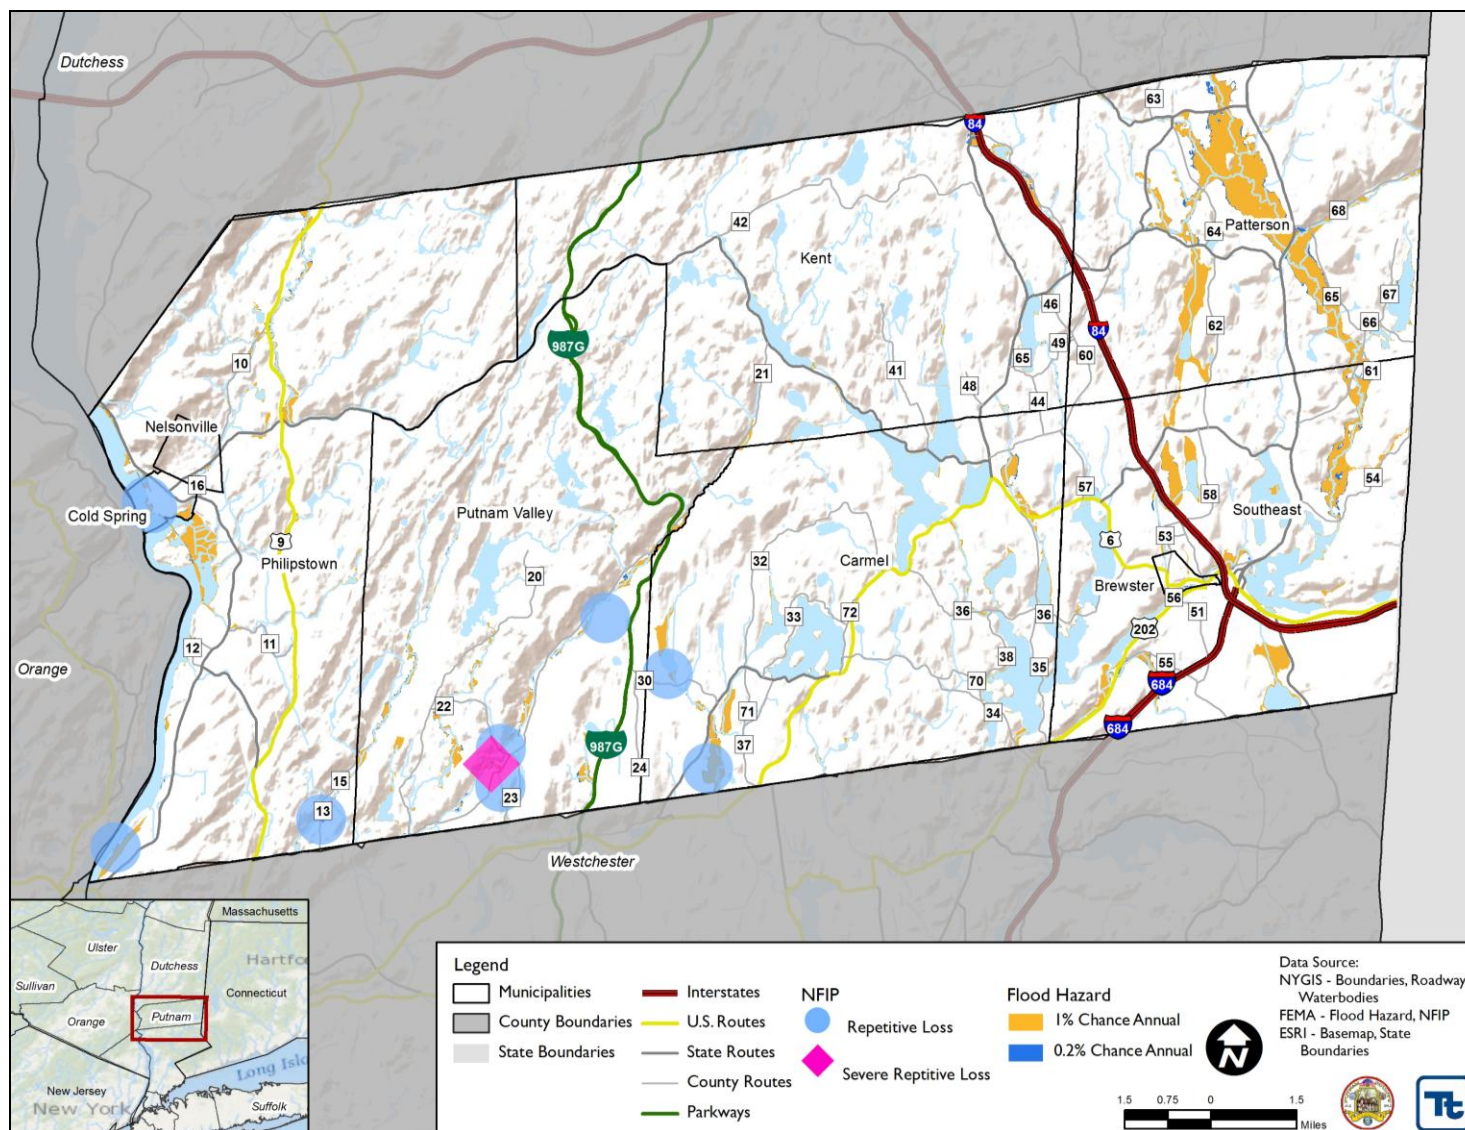 Dutchess
84
63
42
Kent
68
64
Patterson
46
65
67
66
84
62
49
60
65
987G
10
21
41
48
44
61
Nelsonville
16
Cold Spring
Putnam Valley
57
58
54
Southeast
9
Philipstown
6
53
32
Carmel
20
Brewster
56
33
72
36
36
51
202
12
11
Orange
38
35
55
30
70
684
22
71
34
684
37
987G
24
15
23
13
Westchester
Massachusetts
Ulster
Dutchess
Hartfo
Sullivan
Connecticut
Orange
Putnam
New Jersey
New York
Long Isl
Suffolk
Legend
Municipalities
County Boundaries
State Boundaries
Interstates
U.S. Routes
State Routes
County Routes
Parkways
NFIP
Repetitive Loss
Severe Reptitive Loss
Flood Hazard
1% Chance Annual
0.2% Chance Annual
N
Data Source:
NYGIS - Boundaries, Roadway
Waterbodies
FEMA - Flood Hazard, NFIP
ESRI - Basemap, State
Boundaries
1.5 0.75 0 1.5
Miles
Tt